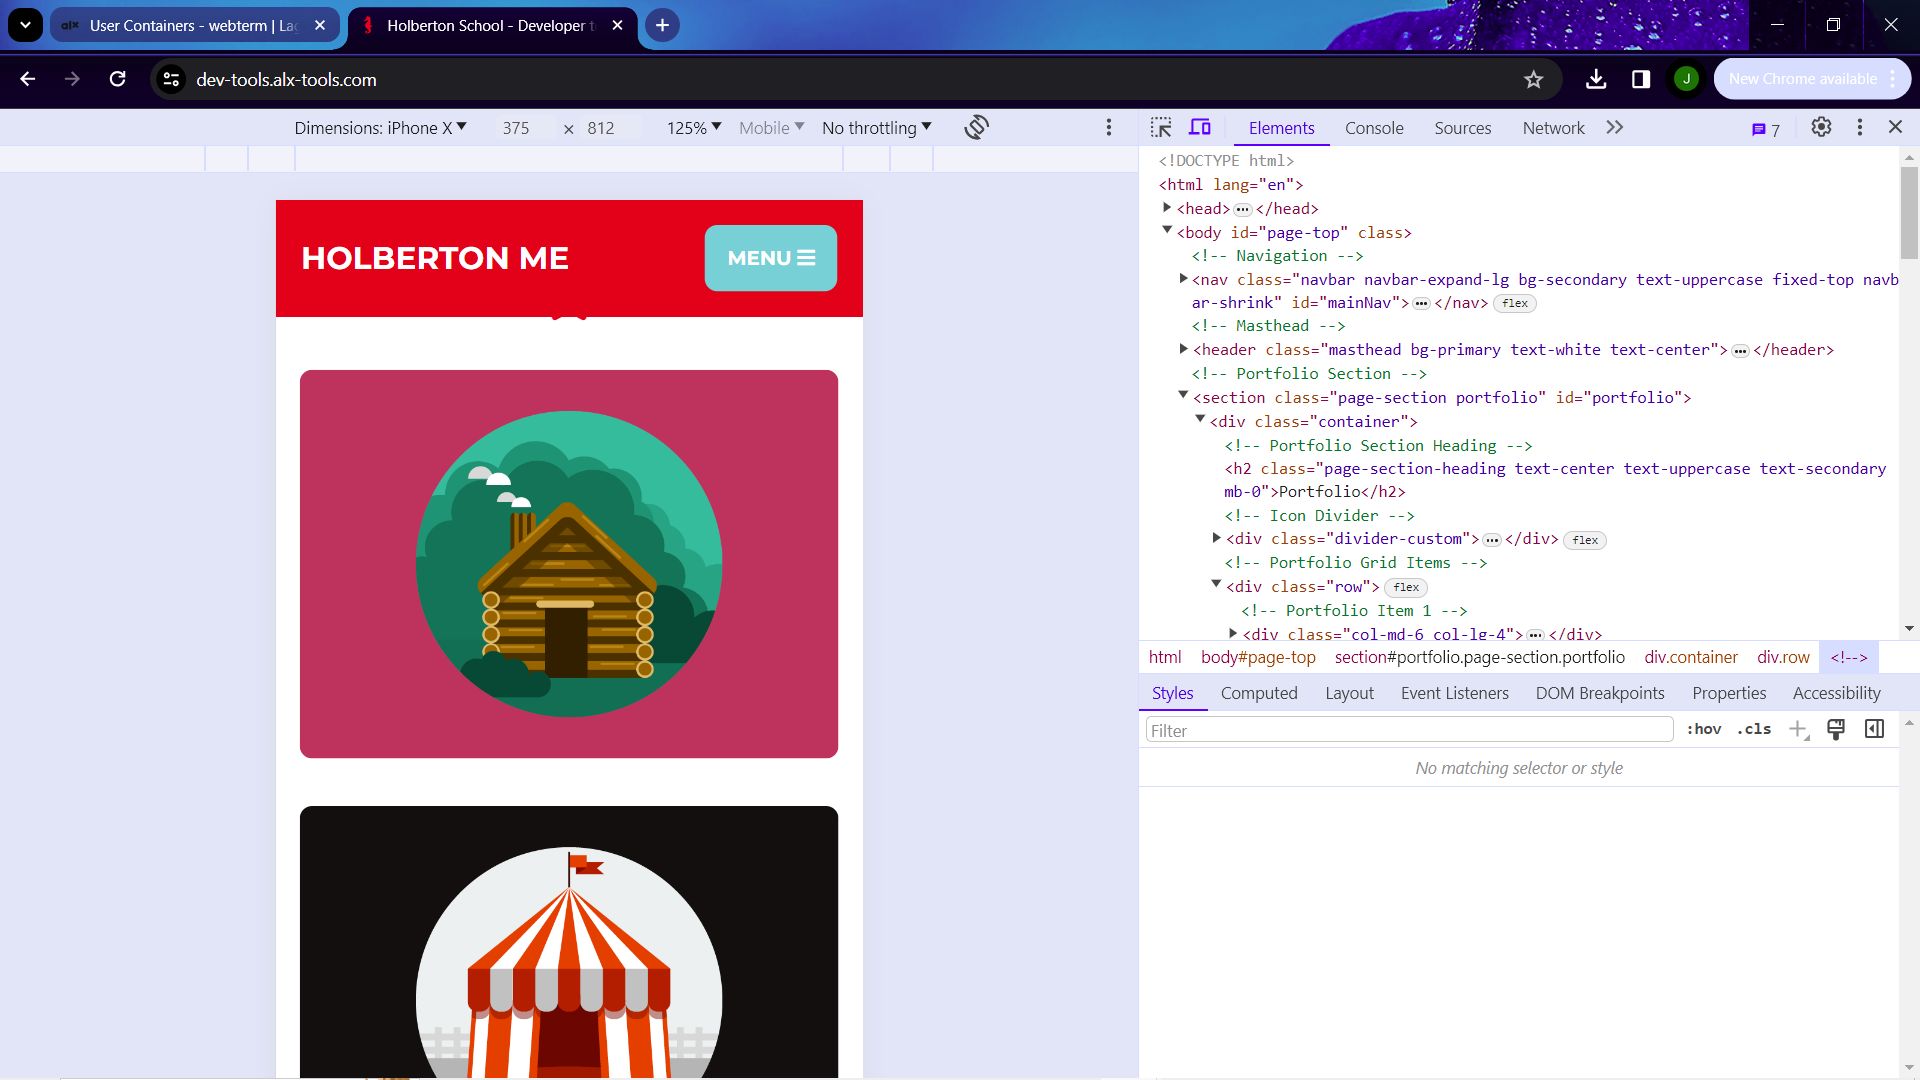 alx User Containers - webterm | Lag
Holberton School - Developer t
dev-tools.alx-tools.com
J
New Chrome available
Dimensions: iPhone X 375 × 812 125% Mobile No throttling
Elements Console Sources Network 7
HOLBERTON ME
MENU
<!DOCTYPE html>
<html lang="en">
<head> ••• </head>
<body id="page-top" class>
<!-- Navigation -->
<nav class="navbar navbar-expand-lg bg-secondary text-uppercase fixed-top navb
ar-shrink" id="mainNav"> ••• </nav> flex
<!-- Masthead -->
<header class="masthead bg-primary text-white text-center"> ••• </header>
<!-- Portfolio Section -->
<section class="page-section portfolio" id="portfolio">
<div class="container">
<!-- Portfolio Section Heading -->
<h2 class="page-section-heading text-center text-uppercase text-secondary
mb-0">Portfolio</h2>
<!-- Icon Divider -->
<div class="divider-custom"> ••• </div> flex
<!-- Portfolio Grid Items -->
<div class="row"> flex
<!-- Portfolio Item 1 -->
<div class="col-md-6 col-lg-4"> ••• </div>
html body#page-top section#portfolio.page-section.portfolio div.container div.row <!-->
Styles Computed Layout Event Listeners DOM Breakpoints Properties Accessibility
Filter :hov .cls
No matching selector or style